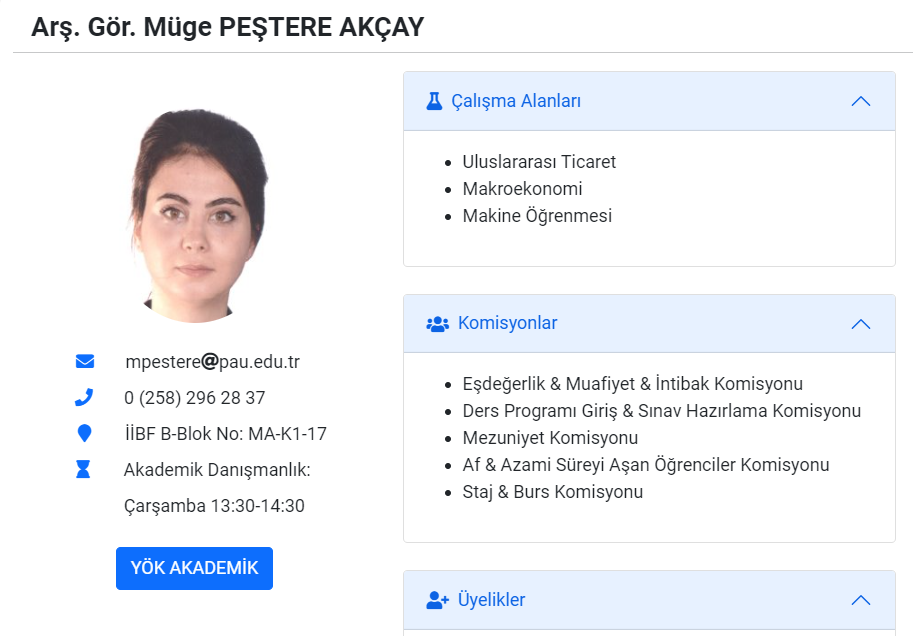 Arş. Gör. Müge PEŞTERE AKÇAY
mpestere@pau.edu.tr
0 (258) 296 28 37
İİBF B-Blok No: MA-K1-17
Akademik Danışmanlık:
Çarşamba 13:30-14:30
YÖK AKADEMİK
Çalışma Alanları
Uluslararası Ticaret
Makroekonomi
Makine Öğrenmesi
Komisyonlar
Eşdeğerlik & Muafiyet & İntibak Komisyonu
Ders Programı Giriş & Sınav Hazırlama Komisyonu
Mezuniyet Komisyonu
Af & Azami Süreyi Aşan Öğrenciler Komisyonu
Staj & Burs Komisyonu
Üyelikler